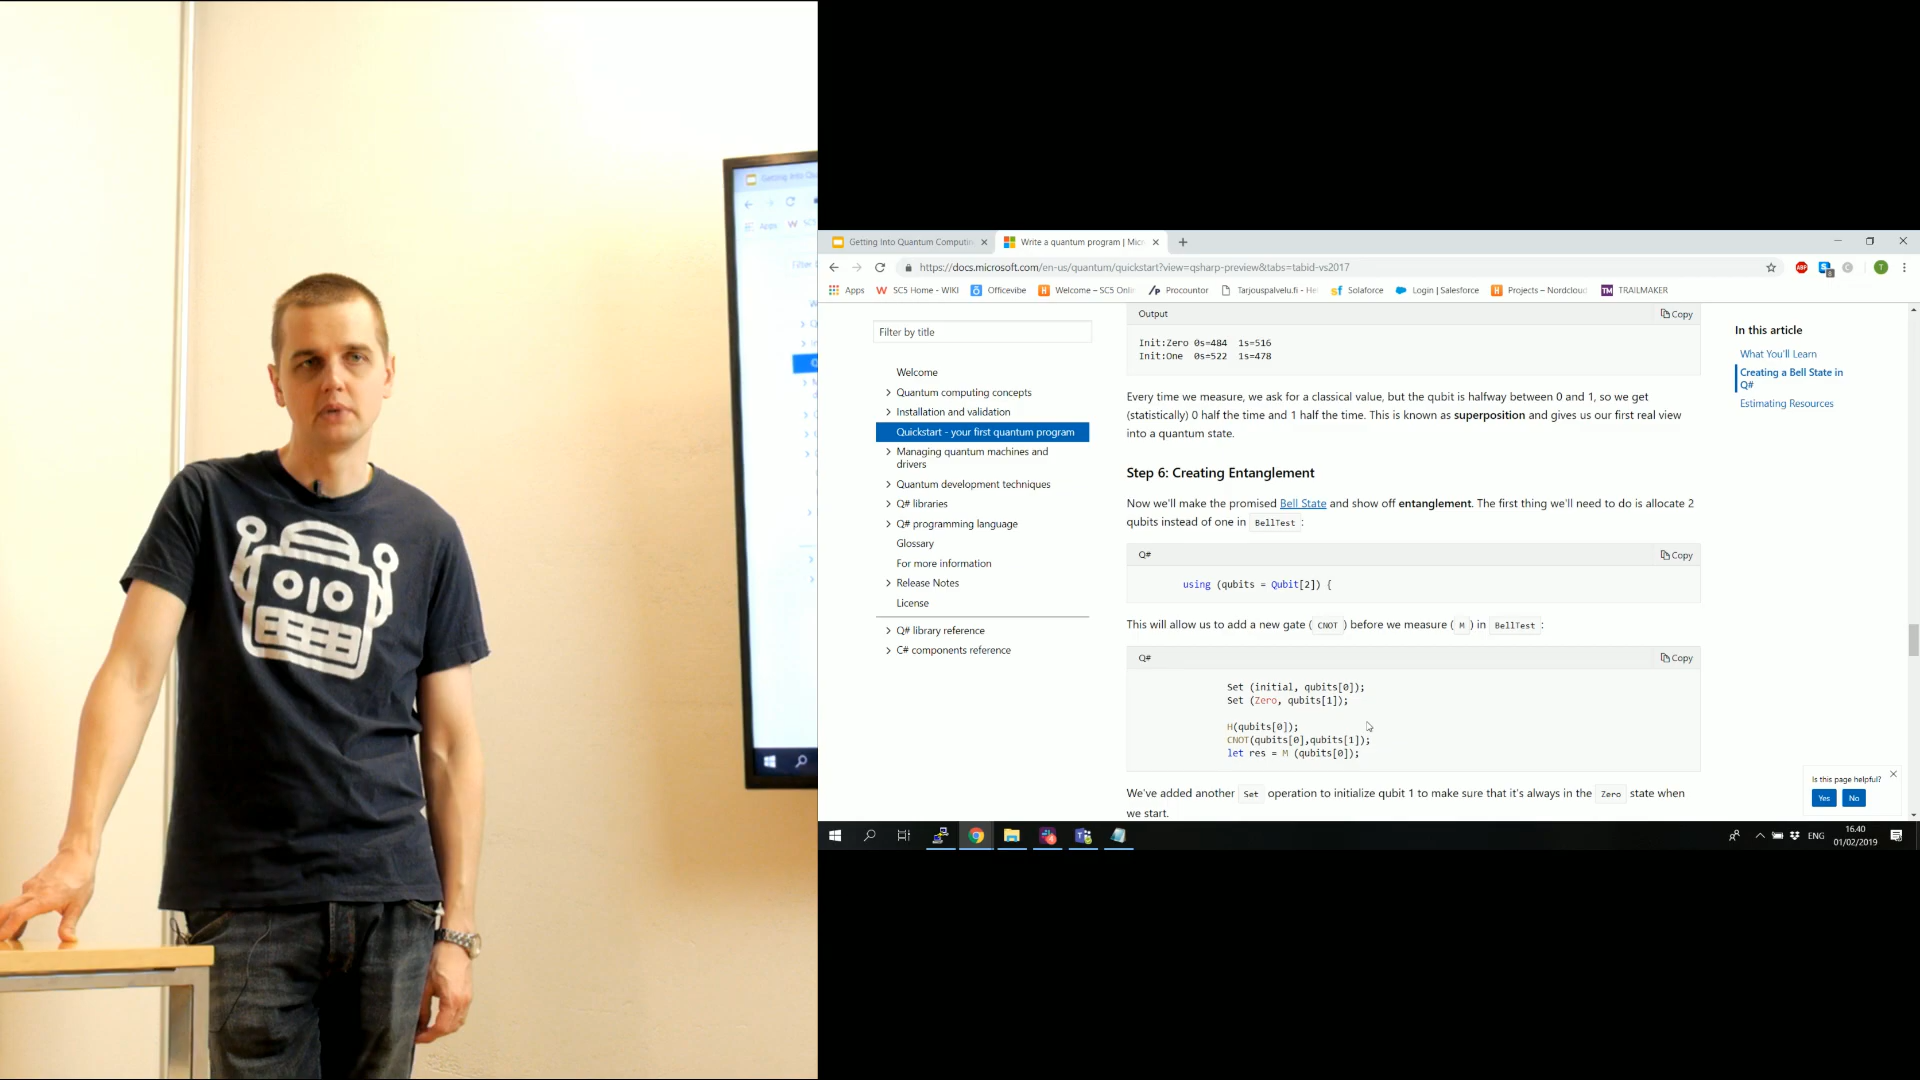 Getting Into Qu
Apps
Filter
Getting Into Quantum Computin
Write a quantum program | Micr
https://docs.microsoft.com/en-us/quantum/quickstart?view=qsharp-preview&tabs=tabid-vs2017
Apps
SC5 Home - WIKI
Officevibe
Welcome – SC5 Onlin
Procountor
Tarjouspalvelu.fi - He
Solaforce
Login | Salesforce
Projects – Nordcloud
TRAILMAKER
Filter by title
Welcome
Quantum computing concepts
Installation and validation
Quickstart - your first quantum program
Managing quantum machines and
drivers
Quantum development techniques
Q# libraries
Q# programming language
Glossary
For more information
Release Notes
License
Q# library reference
C# components reference
Output
Copy
Init:Zero 0s=484  1s=516
Init:One  0s=522  1s=478
Every time we measure, we ask for a classical value, but the qubit is halfway between 0 and 1, so we get
(statistically) 0 half the time and 1 half the time. This is known as superposition and gives us our first real view
into a quantum state.
Step 6: Creating Entanglement
Now we'll make the promised Bell State and show off entanglement. The first thing we'll need to do is allocate 2
qubits instead of one in BellTest :
Q#
Copy
using (qubits = Qubit[2]) {
This will allow us to add a new gate ( CNOT ) before we measure ( M ) in BellTest :
Q#
Copy
Set (initial, qubits[0]);
Set (Zero, qubits[1]);
H(qubits[0]);
CNOT(qubits[0],qubits[1]);
let res = M (qubits[0]);
We've added another Set operation to initialize qubit 1 to make sure that it's always in the Zero state when
we start.
In this article
What You'll Learn
Creating a Bell State in
Q#
Estimating Resources
Is this page helpful?
Yes
No
ENG
16.40
01/02/2019